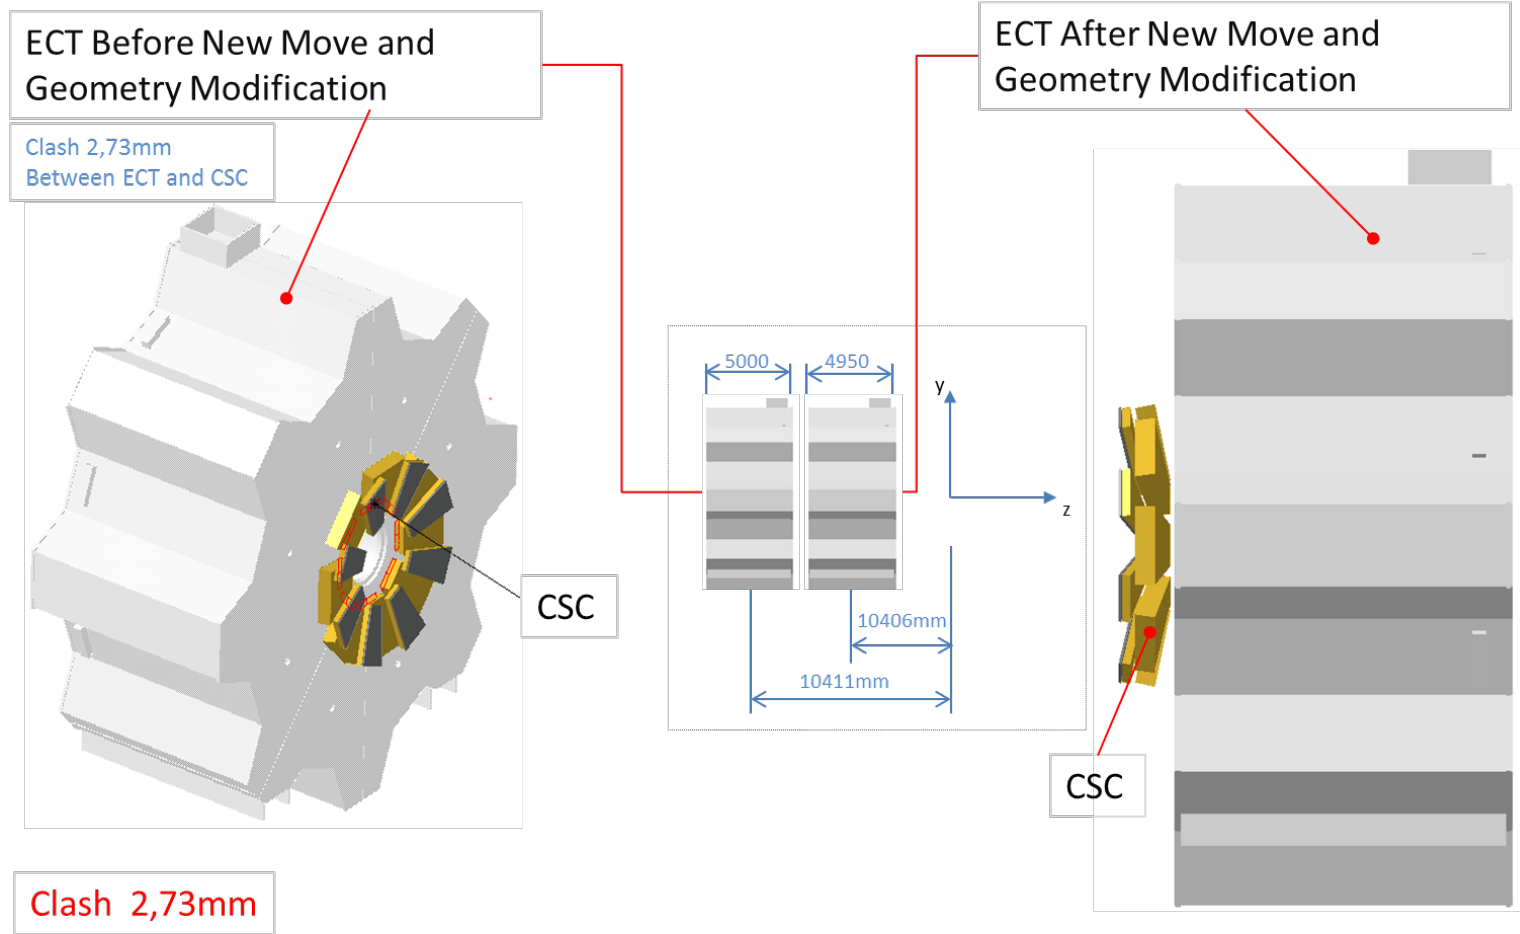 ECT Before New Move and
Geometry Modification
Clash 2,73mm
Between ECT and CSC
CSC
Clash  2,73mm
5000
4950
y
z
10406mm
10411mm
ECT After New Move and
Geometry Modification
CSC